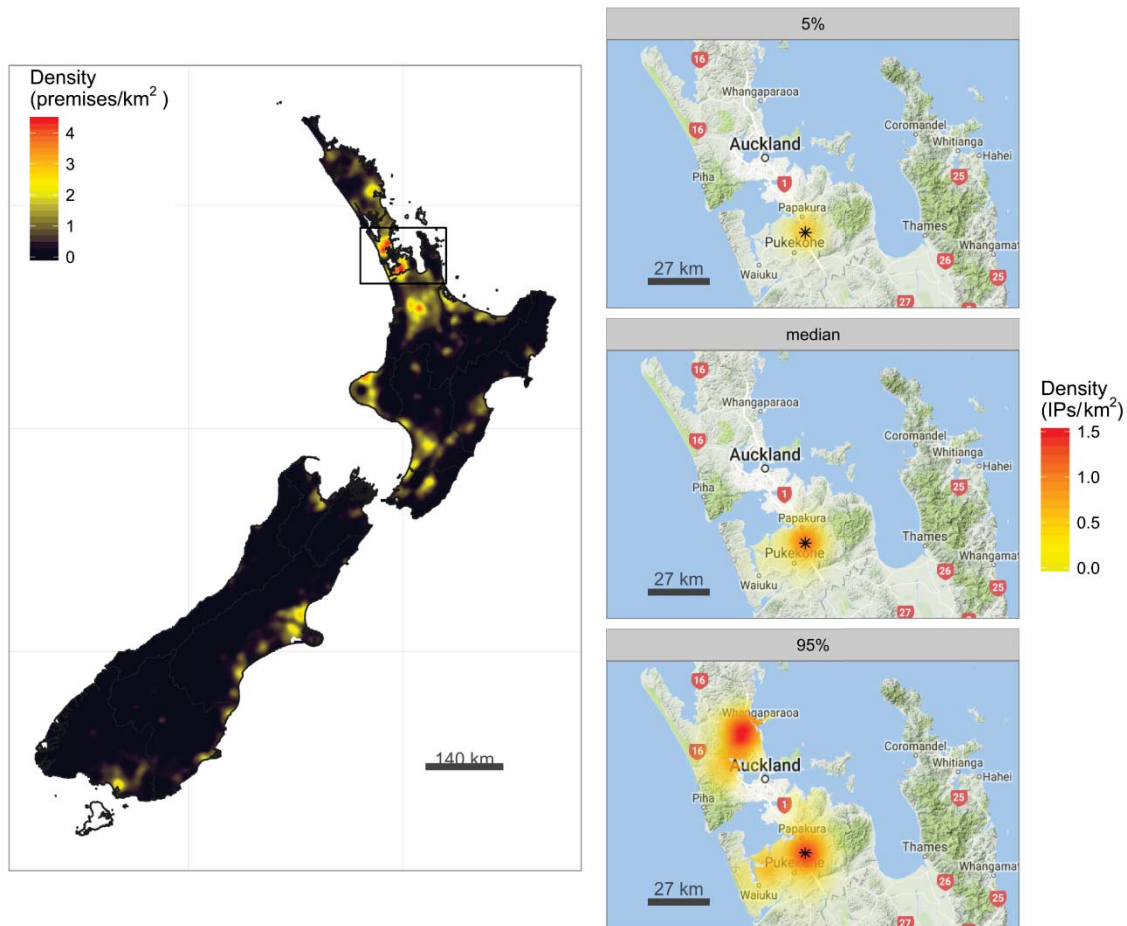 Density
(premises/km²)
4
3
2
1
0
140 km
5%
16
Whangaparaoa
16
Auckland
Coromandel
Whitianga
Hahei
Piha
1
25
Papakura
Pukekohe
Thames
Whangamat
Waiuku
26
25
27 km
27
median
16
Whangaparaoa
16
Auckland
Coromandel
Whitianga
Hahei
Piha
1
25
Papakura
Pukekohe
Thames
Whangamat
Waiuku
26
25
27 km
27
Density
(IPs/km²)
1.5
1.0
0.5
0.0
95%
16
Whangaparaoa
16
Auckland
Coromandel
Whitianga
Hahei
Piha
1
25
Papakura
Pukekohe
Thames
Whangamat
Waiuku
26
25
27 km
27